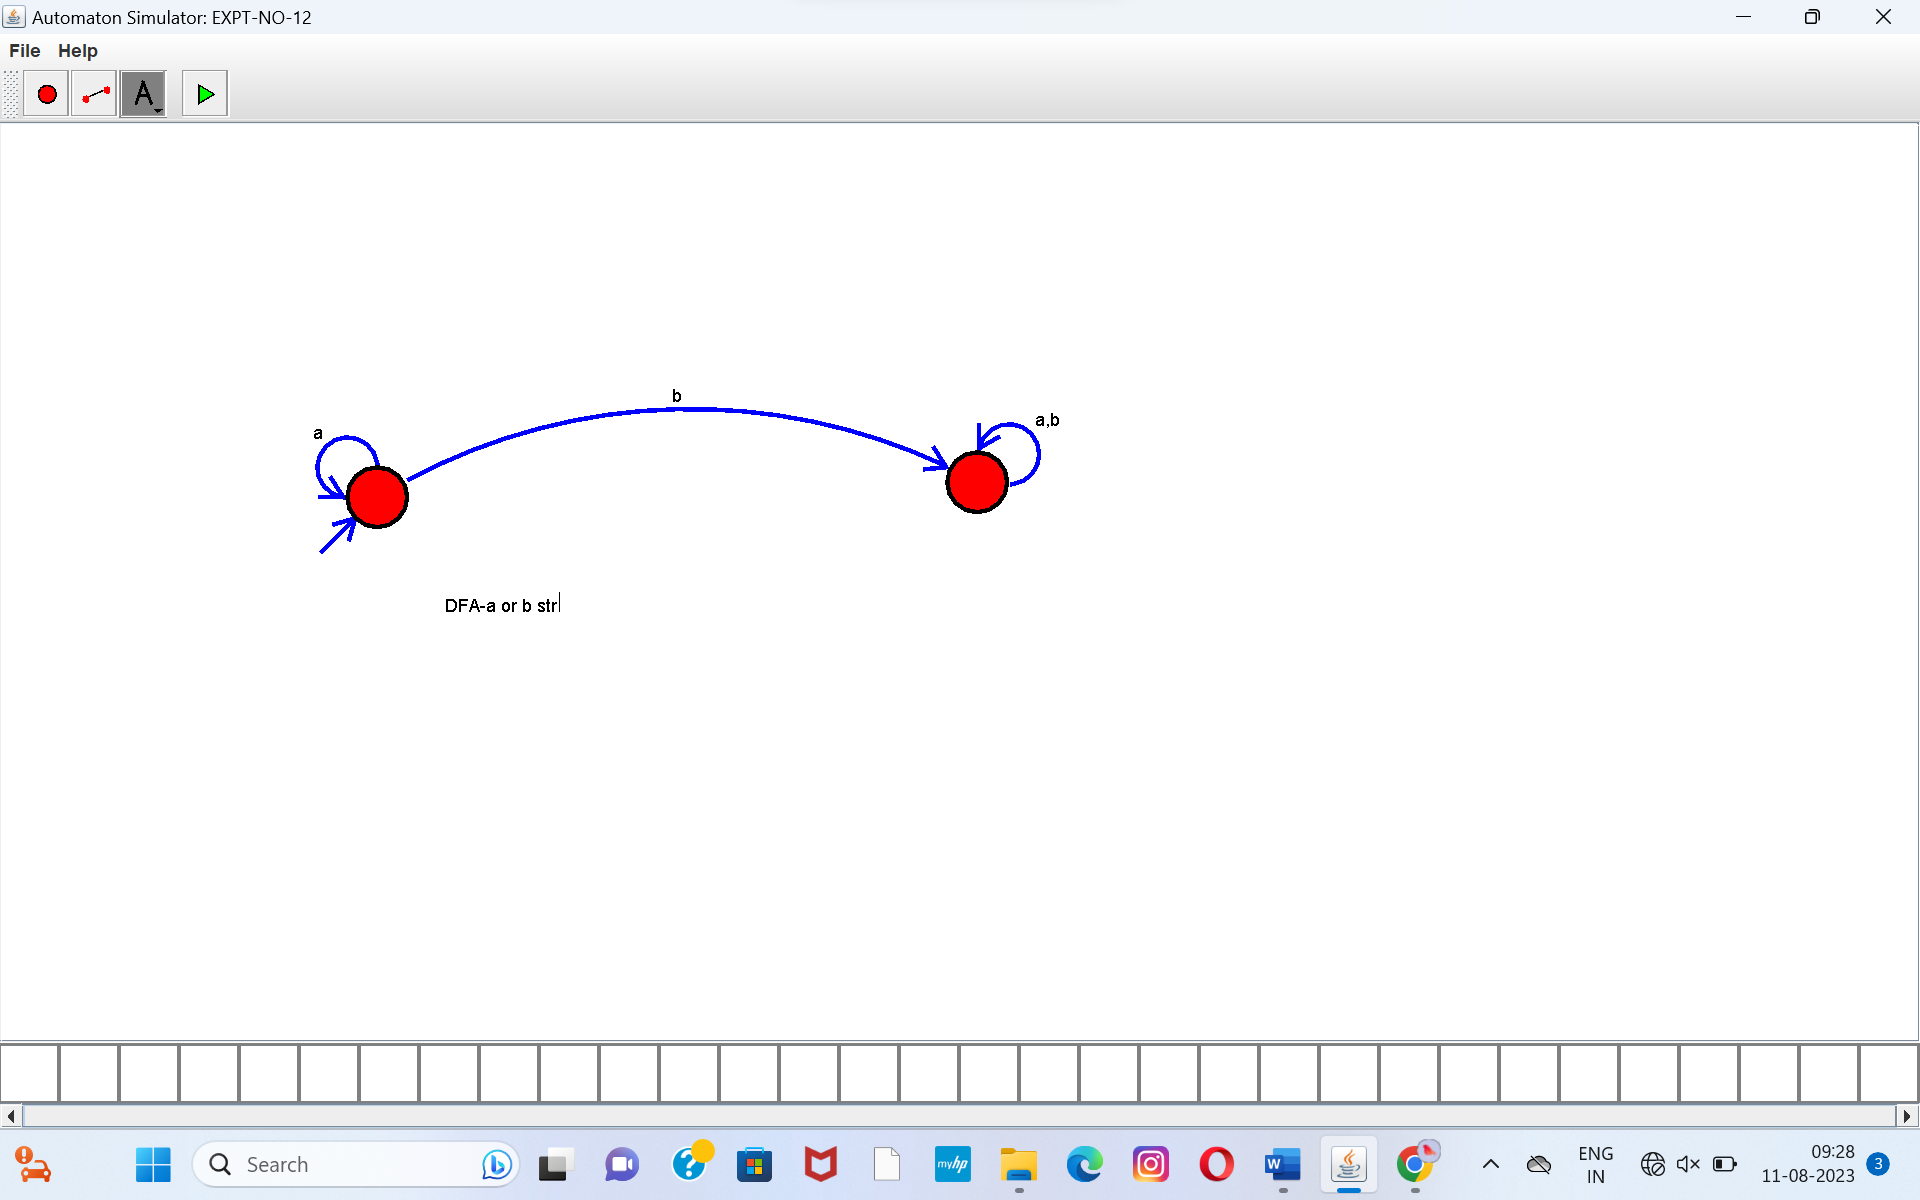 Automaton Simulator: EXPT-NO-12
File Help
A
b
a
a,b
DFA-a or b str
Search
myhp
W
ENG
IN
09:28
11-08-2023
3